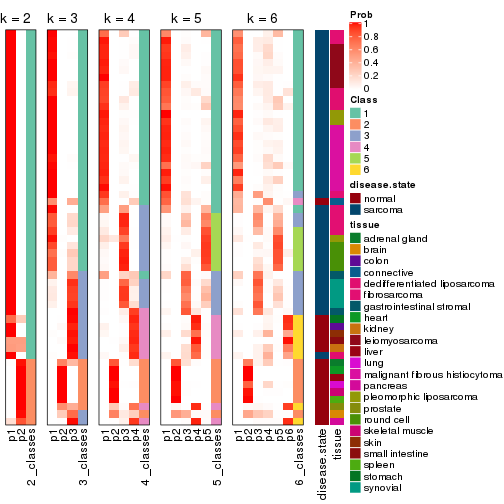 k = 2
k = 3
k = 4
k = 5
k = 6
Prob
1
0.8
0.6
0.4
0.2
0
Class
1
2
3
4
5
6
disease.state
normal
sarcoma
tissue
adrenal gland
brain
colon
connective
dedifferentiated liposarcoma
fibrosarcoma
gastrointestinal stromal
heart
kidney
leiomyosarcoma
liver
lung
malignant fibrous histiocytoma
pancreas
pleomorphic liposarcoma
prostate
round cell
skeletal muscle
skin
small intestine
spleen
stomach
synovial
p1
p2
2_classes
p1
p2
p3
3_classes
p1
p2
p3
p4
4_classes
p1
p2
p3
p4
p5
5_classes
p1
p2
p3
p4
p5
p6
6_classes
disease.state
tissue